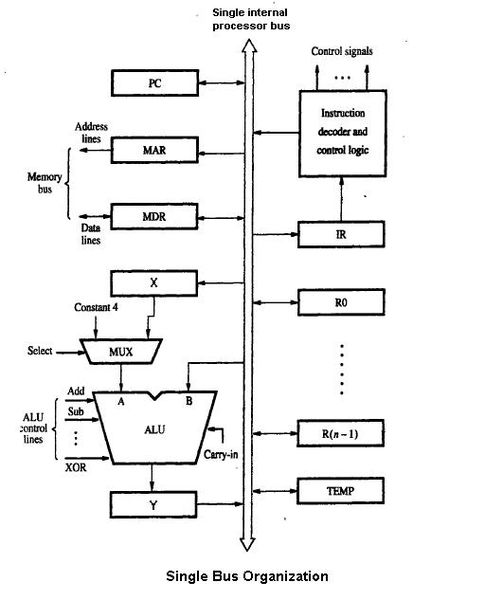 Single internal
processor bus
Control signals
...
PC
Instruction
decoder and
control logic
Address
lines
MAR
Memory
bus
MDR
Data
lines
IR
X
R0
Constant 4
Select
MUX
Add
A
B
Sub
ALU
control
lines
ALU
R(n – 1)
Carry-in
XOR
Y
TEMP
Single Bus Organization